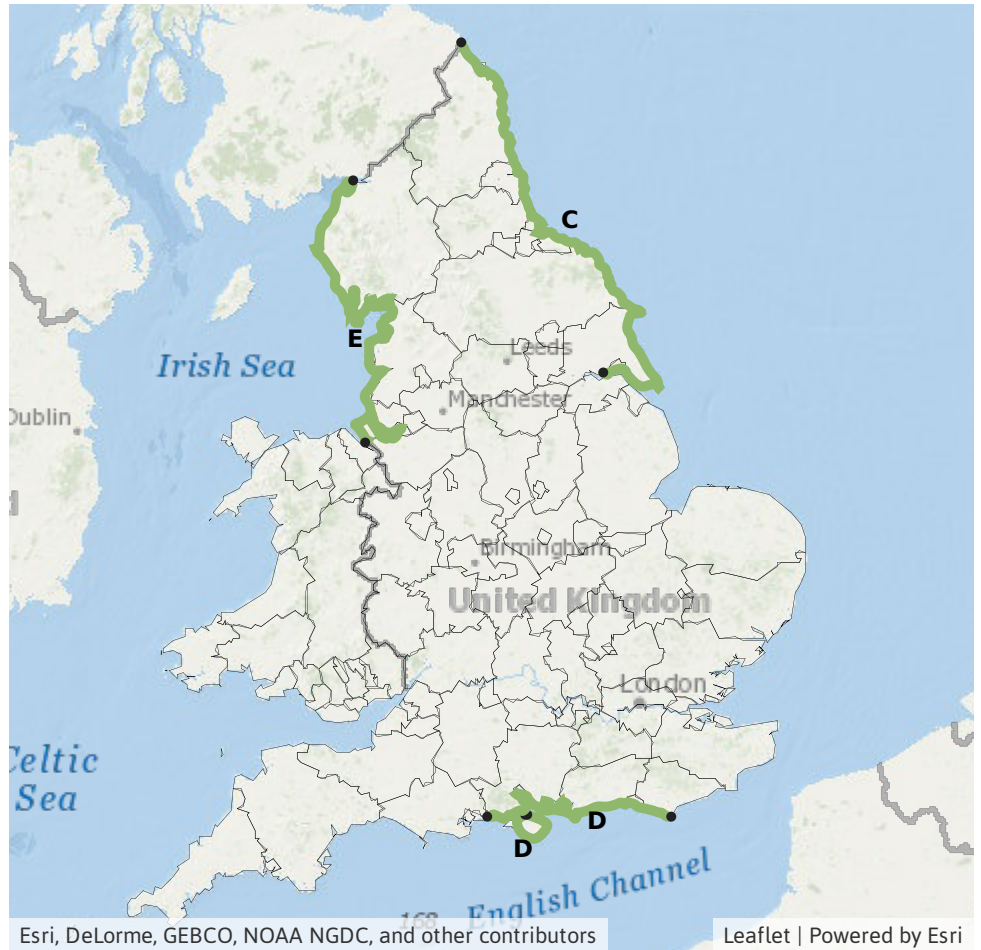 C
Leeds
E
Irish Sea
Manchester
Dublin
d
Birmingham
United Kingdom
London
Celtic
Sea
D
D
English Channel
168
Esri, DeLorme, GEBCO, NOAA NGDC, and other contributors
Leaflet | Powered by Esri